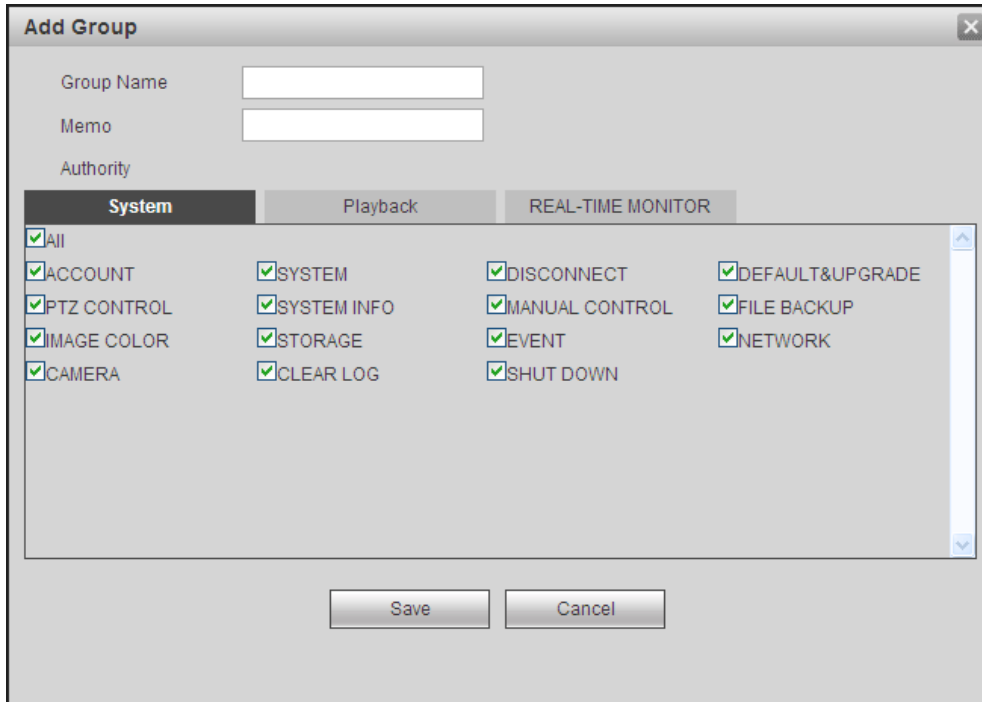 Add Group
Group Name
Memo
Authority
System Playback REAL-TIME MONITOR
All
ACCOUNT SYSTEM DISCONNECT DEFAULT&UPGRADE
PTZ CONTROL SYSTEM INFO MANUAL CONTROL FILE BACKUP
IMAGE COLOR STORAGE EVENT NETWORK
CAMERA CLEAR LOG SHUT DOWN
Save Cancel